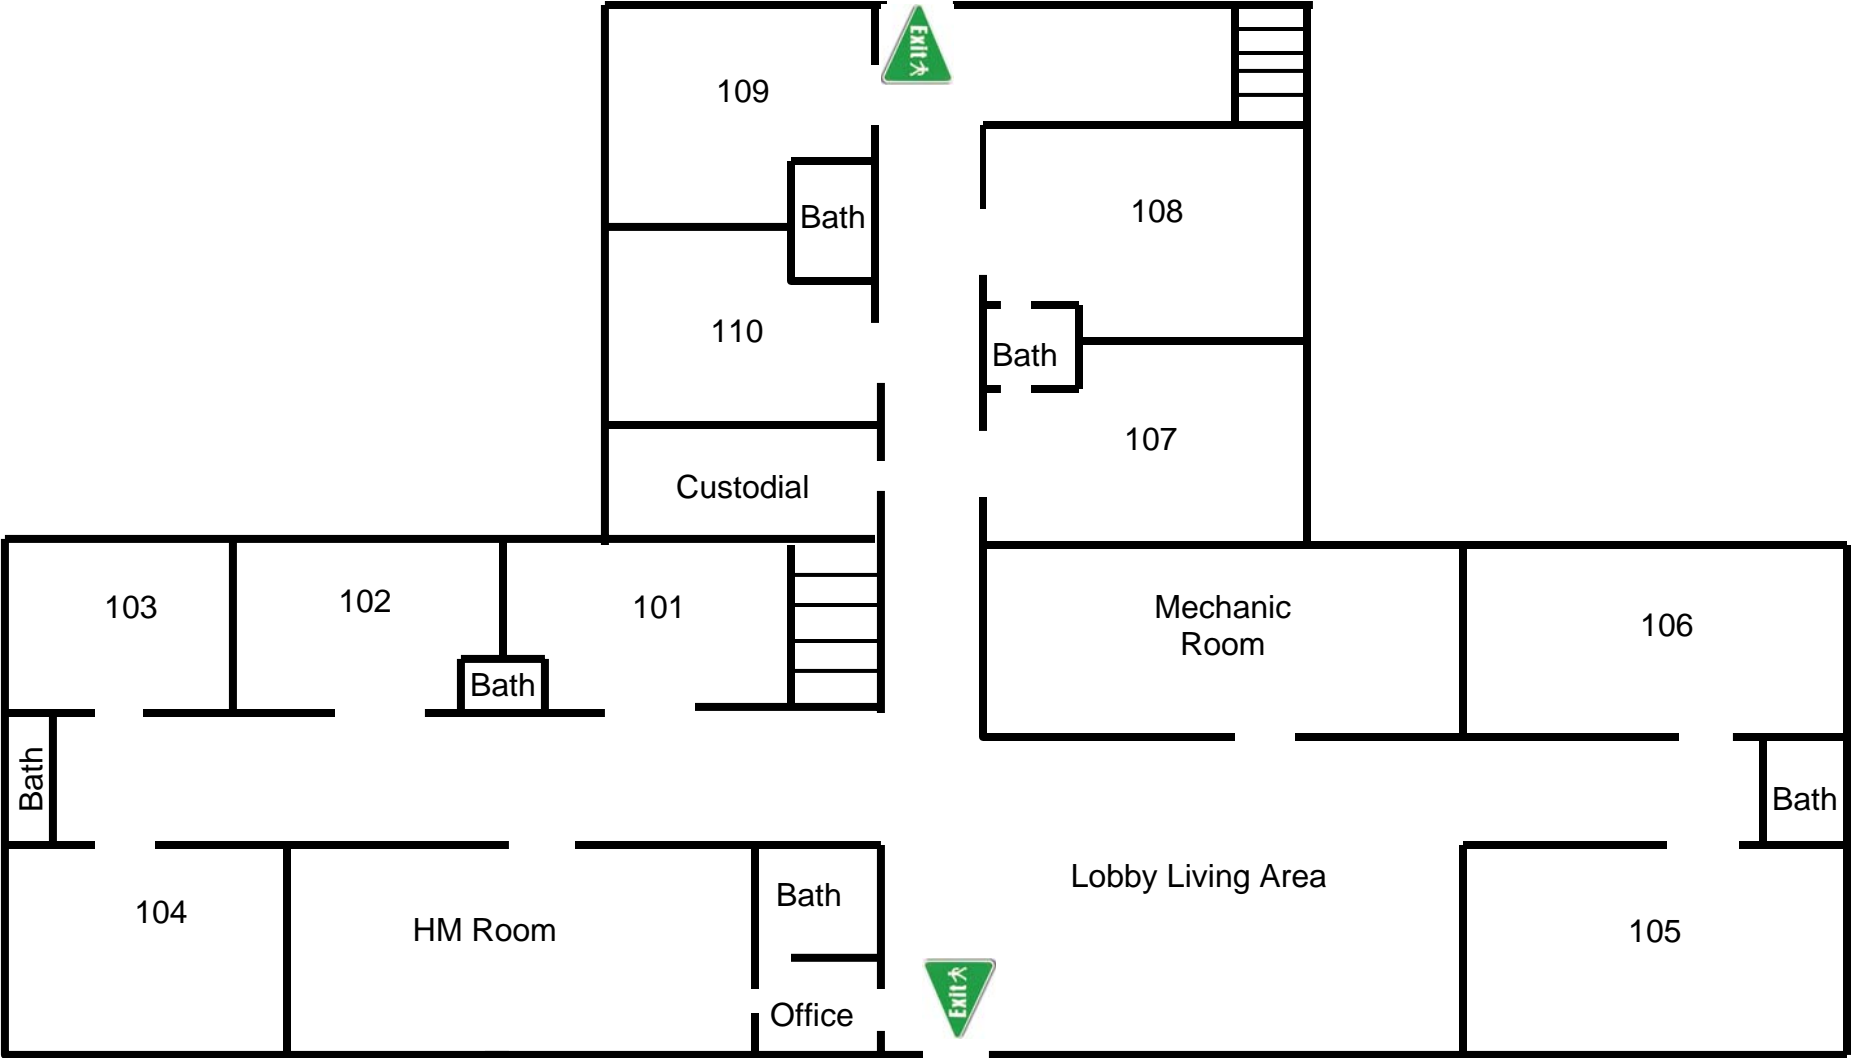 Exit
109
Bath
108
110
Bath
107
Custodial
103
102
101
Mechanic
Room
106
Bath
Bath
Bath
Lobby Living Area
Bath
104
HM Room
105
Exit
Office